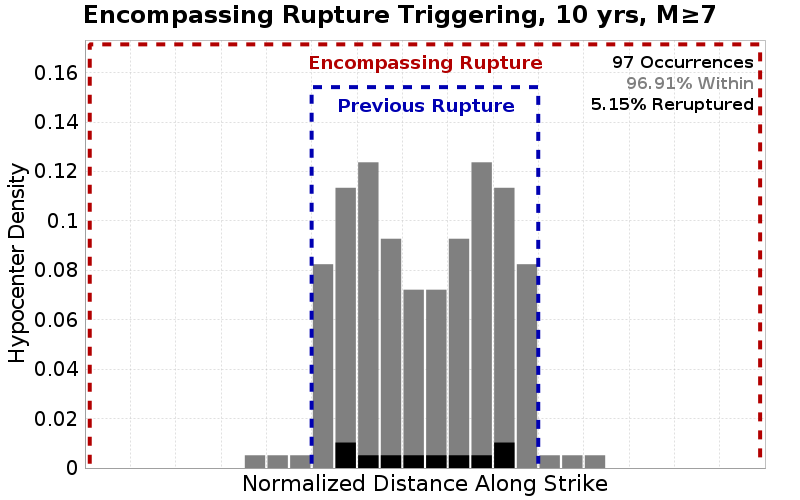 Encompassing Rupture Triggering, 10 yrs, M≥7
Encompassing Rupture
Previous Rupture
97 Occurrences
96.91% Within
5.15% Reruptured
Hypocenter Density
0.16
0.14
0.12
0.1
0.08
0.06
0.04
0.02
0
Normalized Distance Along Strike